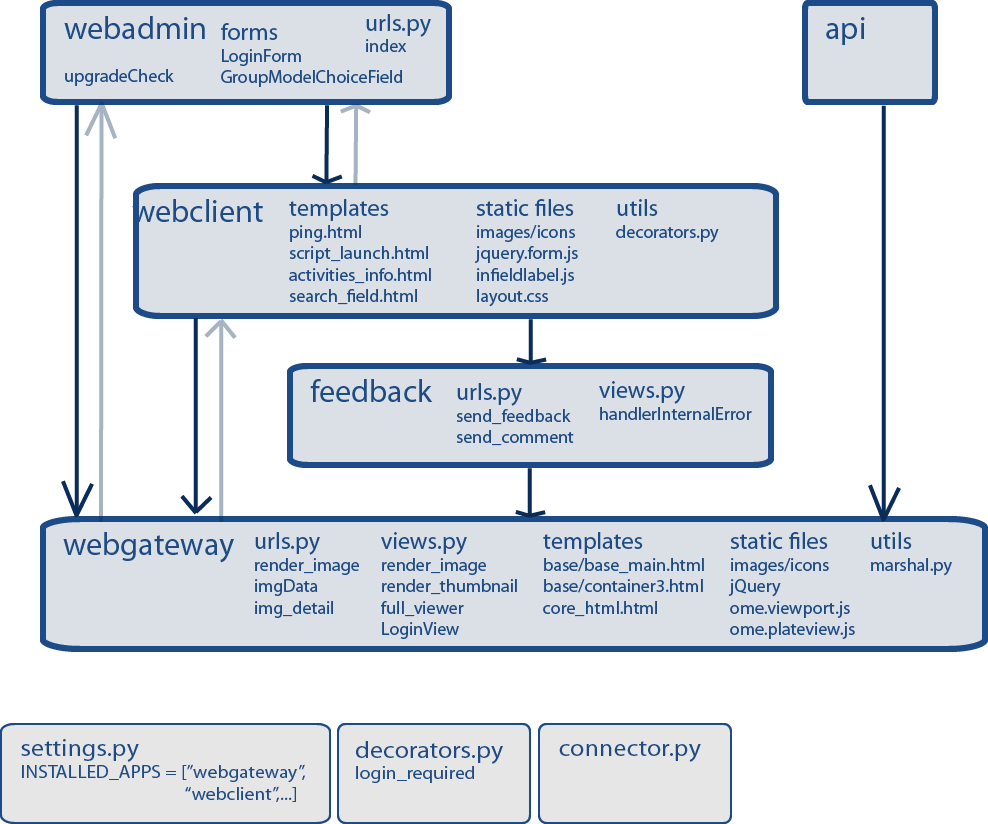 webadmin
upgradeCheck
forms
LoginForm
GroupModelChoiceField
urls.py
index
api
webclient
templates
ping.html
script_launch.html
activities_info.html
search_field.html
static files
images/icons
jquery.form.js
infieldlabel.js
layout.css
utils
decorators.py
feedback
urls.py
send_feedback
send_comment
views.py
handlerInternalError
webgateway
urls.py
render_image
imgData
img_detail
views.py
render_image
render_thumbnail
full_viewer
LoginView
templates
base/base_main.html
base/container3.html
core_html.html
static files
images/icons
jQuery
ome.viewport.js
ome.plateview.js
utils
marshal.py
settings.py
INSTALLED_APPS = [”webgateway”,
“webclient”,...]
decorators.py
login_required
connector.py